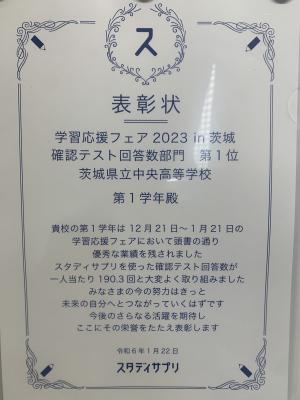 ス
表彰状
学習応援フェア2023 in 茨城
確認テスト回答数部門 第1位
茨城県立中央高等学校
第1学年殿
貴校の第1学年は12月21日〜1月21日の
学習応援フェアにおいて頭書の通り
優秀な業績を残されました
スタディサプリを使った確認テスト回答数が
一人当たり190.3回と大変よく取り組みました
みなさまの今の努力はきっと
未来の自分へとつながっていくはずです
今後のさらなる活躍を期待し
ここにその栄誉をたたえ表彰します
令和6年1月22日
スタディサプリ